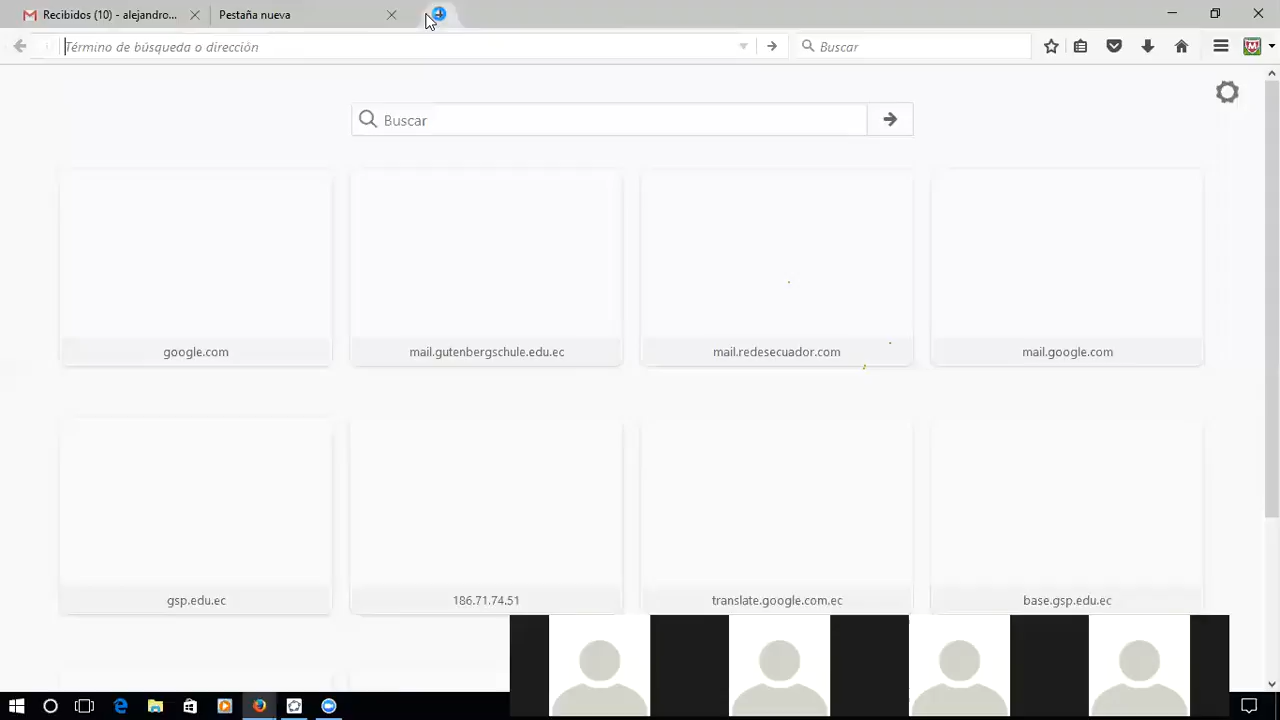 Recibidos (10) - alejandro...
Pestaña nueva
Término de búsqueda o dirección
Buscar
Buscar
google.com
mail.gutenbergschule.edu.ec
mail.redesecuador.com
mail.google.com
gsp.edu.ec
186.71.74.51
translate.google.com.ec
base.gsp.edu.ec